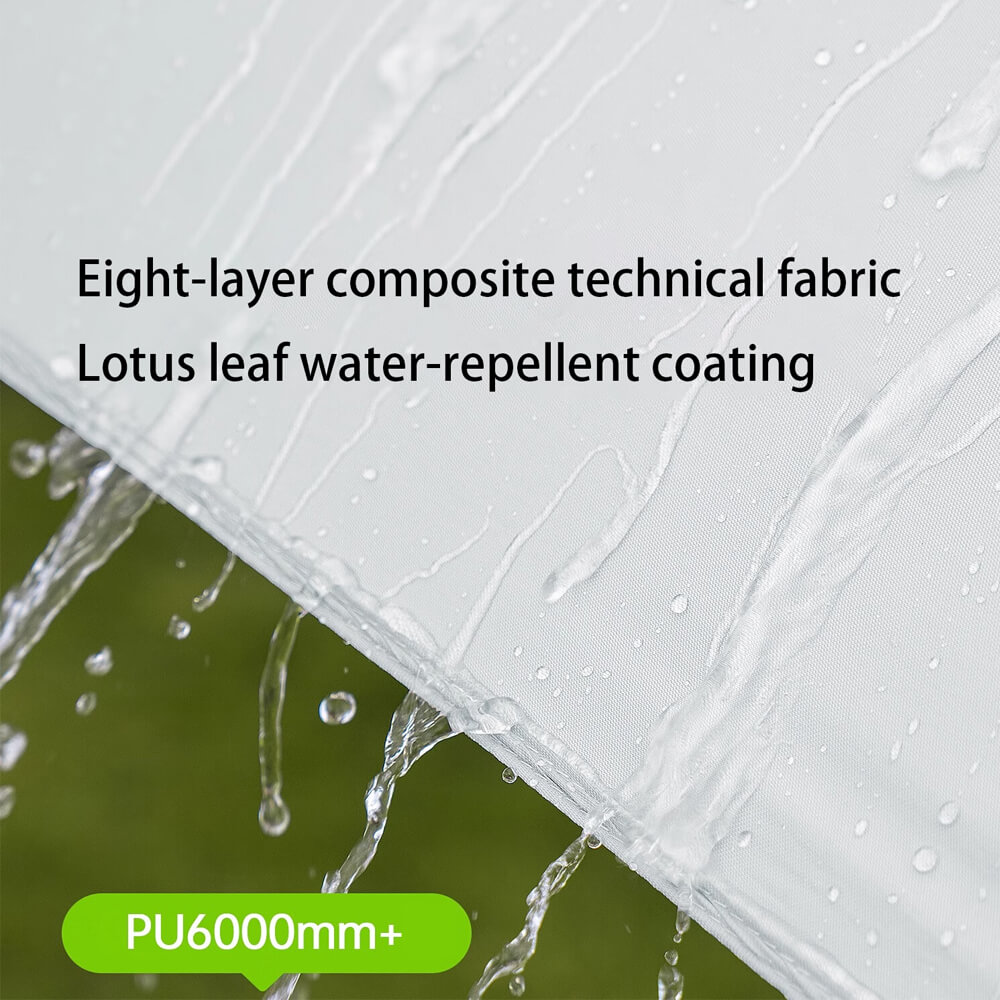 Eight-layer composite technical fabric
Lotus leaf water-repellent coating
PU6000mm+